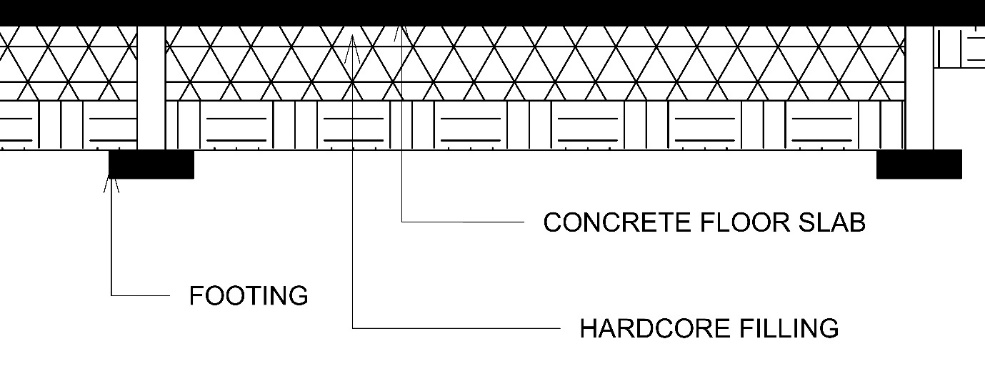 CONCRETE FLOOR SLAB
FOOTING
HARDCORE FILLING